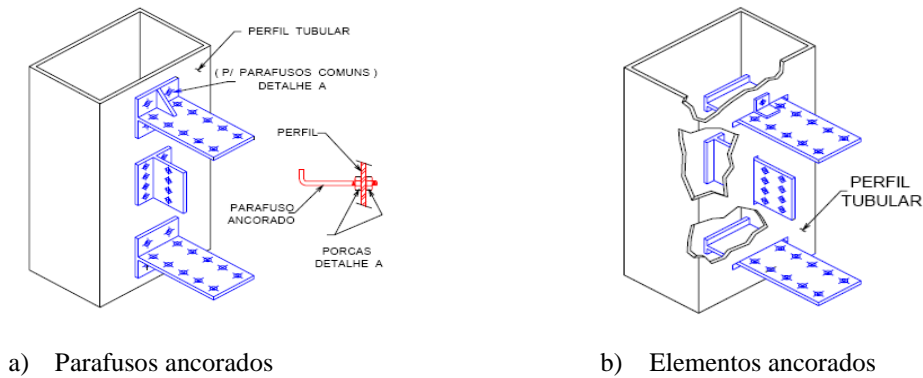 PERFIL TUBULAR
( P/ PARAFUSOS COMUNS )
DETALHE A
PERFIL
PARAFUSO
ANCORADO
PORCAS
DETALHE A
PERFIL
TUBULAR
a) Parafusos ancorados
b) Elementos ancorados